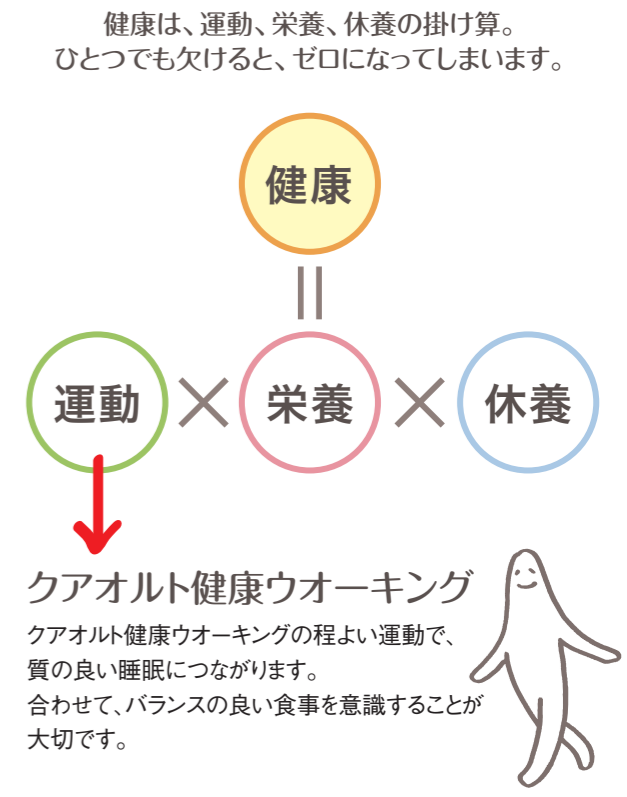 健康は、運動、栄養、休養の掛け算。
ひとつでも欠けると、ゼロになってしまいます。
健康
=
運動 × 栄養 × 休養
クアオルト健康ウオーキング
クアオルト健康ウオーキングの程よい運動で、
質の良い睡眠につながります。
合わせて、バランスの良い食事を意識することが
大切です。